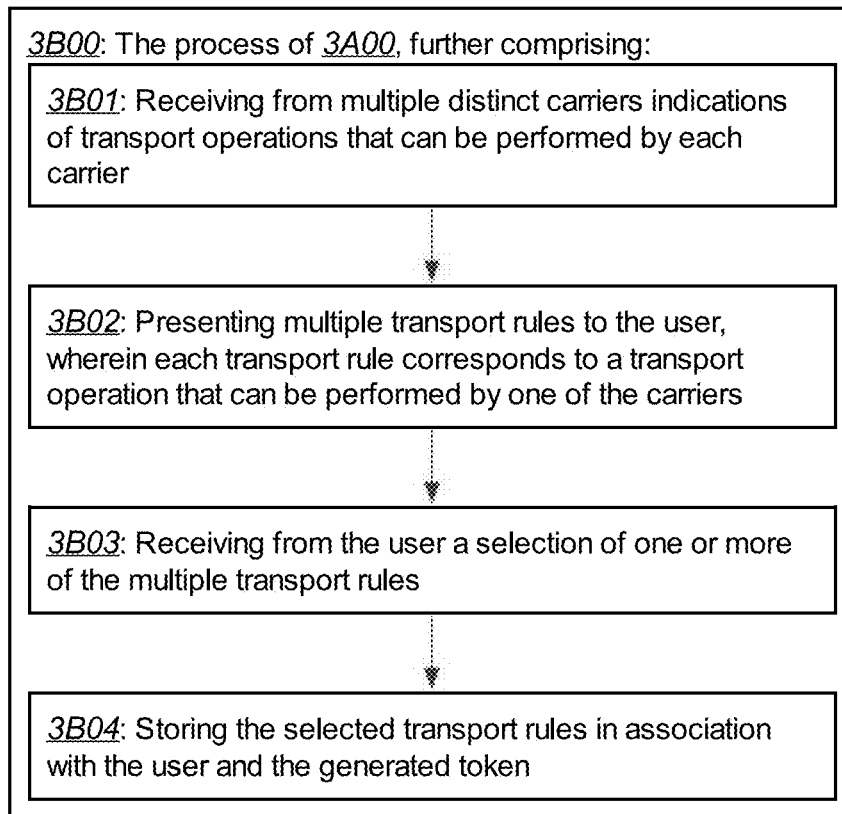 3B00: The process of 3A00, further comprising:
3B01: Receiving from multiple distinct carriers indications
of transport operations that can be performed by each
carrier
3B02: Presenting multiple transport rules to the user,
wherein each transport rule corresponds to a transport
operation that can be performed by one of the carriers
3B03: Receiving from the user a selection of one or more
of the multiple transport rules
3B04: Storing the selected transport rules in association
with the user and the generated token